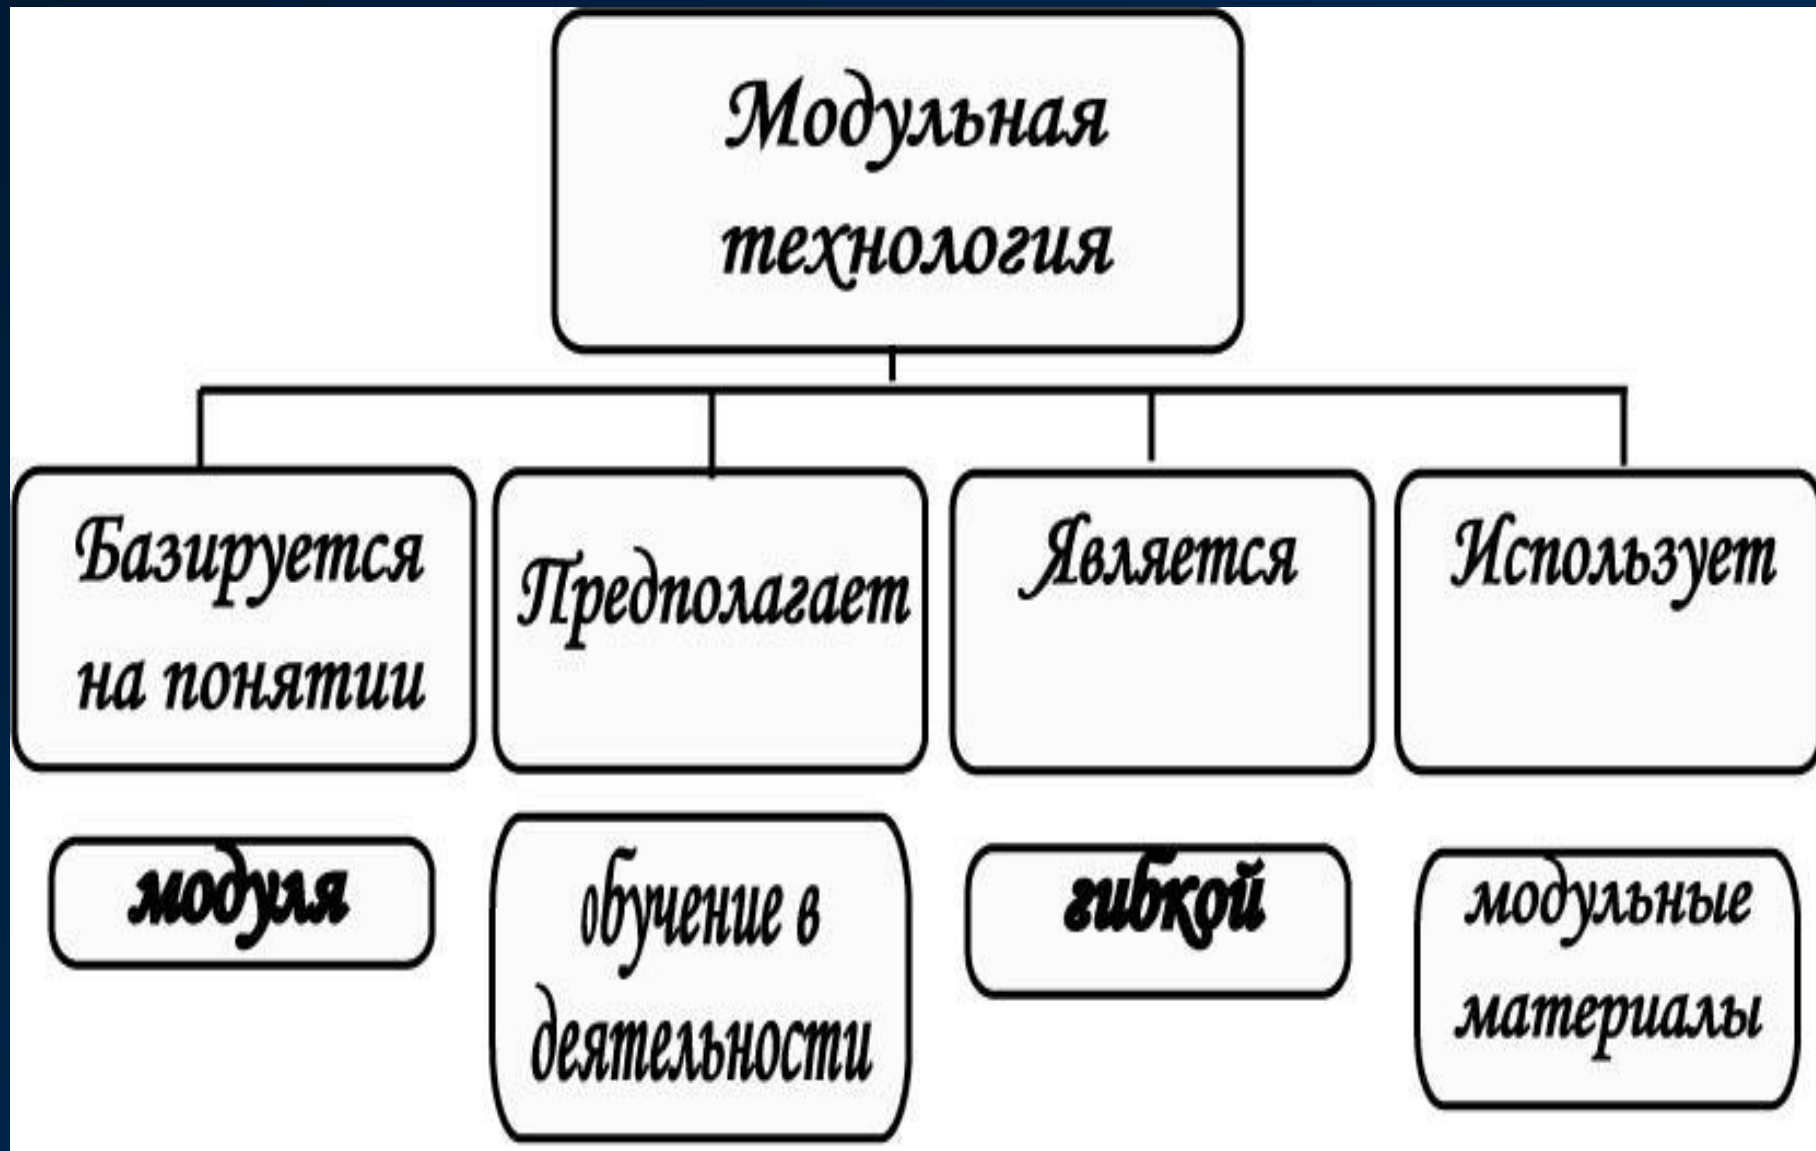 Модульная
технология
Базируется
на понятии
Предполагает
Является
Использует
модуля
обучение в
деятельности
гибкой
модульные
материалы